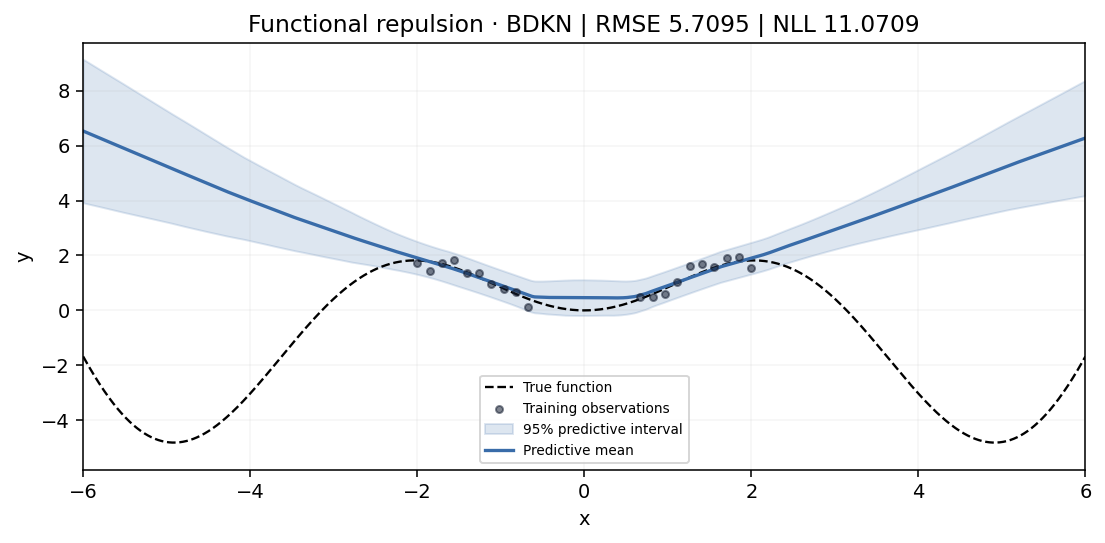 Functional repulsion · BDKN | RMSE 5.7095 | NLL 11.0709
y
8
6
4
2
0
−2
−4
True function
Training observations
95% predictive interval
Predictive mean
−6
−4
−2
0
2
4
6
x